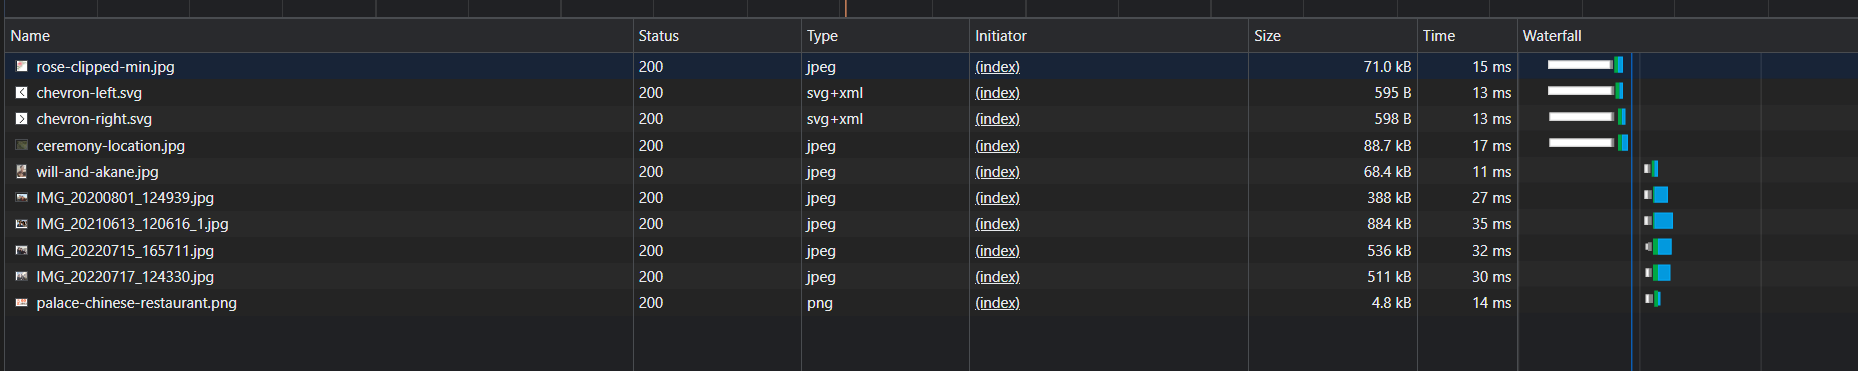 Name Status Type Initiator Size Time Waterfall
rose-clipped-min.jpg 200 jpeg (index) 71.0 kB 15 ms
chevron-left.svg 200 svg+xml (index) 595 B 13 ms
chevron-right.svg 200 svg+xml (index) 598 B 13 ms
ceremony-location.jpg 200 jpeg (index) 88.7 kB 17 ms
will-and-akane.jpg 200 jpeg (index) 68.4 kB 11 ms
IMG_20200801_124939.jpg 200 jpeg (index) 388 kB 27 ms
IMG_20210613_120616_1.jpg 200 jpeg (index) 884 kB 35 ms
IMG_20220715_165711.jpg 200 jpeg (index) 536 kB 32 ms
IMG_20220717_124330.jpg 200 jpeg (index) 511 kB 30 ms
palace-chinese-restaurant.png 200 png (index) 4.8 kB 14 ms